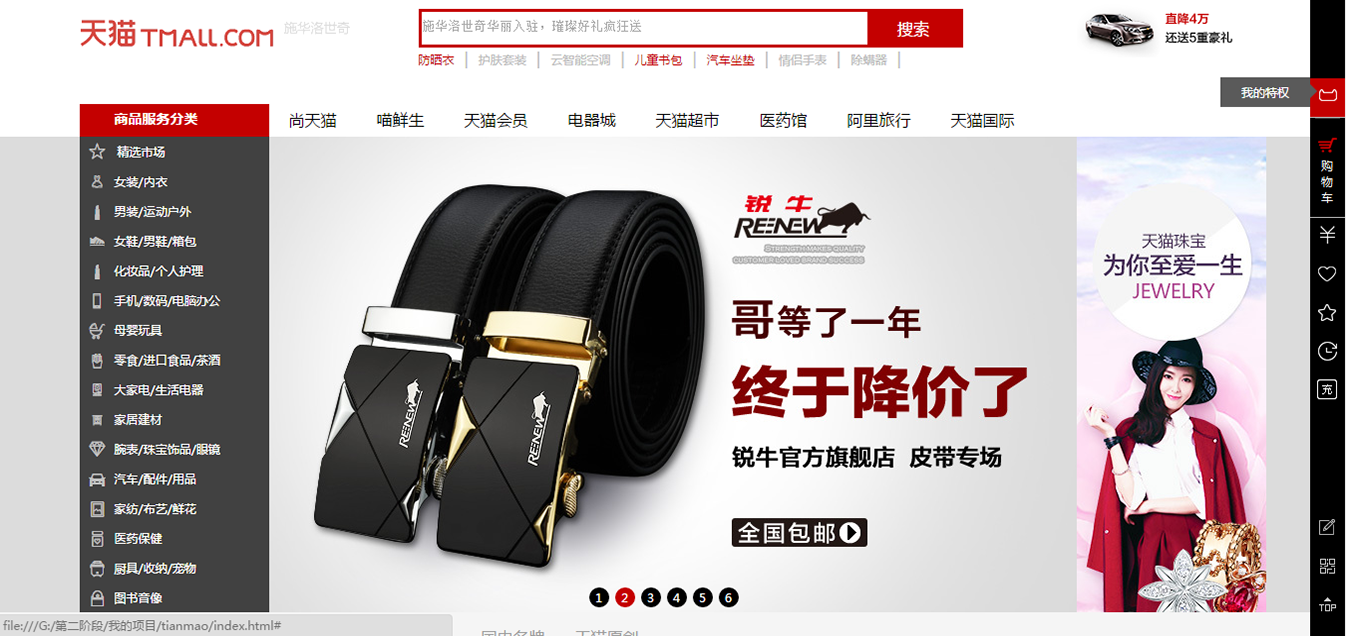 天猫 TMALL.COM
施华洛世奇
施华洛世奇华丽入驻，璀璨好礼疯狂送
搜索
直降4万
还送5重豪礼
防晒衣 护肤套装 云智能空调 儿童书包 汽车坐垫 情侣手表 除螨器
我的特权
商品服务分类
尚天猫 喵鲜生 天猫会员 电器城 天猫超市 医药馆 阿里旅行 天猫国际
精选市场
女装/内衣
男装/运动户外
女鞋/男鞋/箱包
化妆品/个人护理
手机/数码/电脑办公
母婴玩具
零食/进口食品/茶酒
大家电/生活电器
家居建材
腕表/珠宝饰品/眼镜
汽车/配件/用品
家纺/布艺/鲜花
医药保健
厨具/收纳/宠物
图书音像
锐牛
REENEW
STRENGTH MAKES QUALITY
CUSTOMER LOVED BRAND SUCCESS
哥等了一年
终于降价了
锐牛官方旗舰店 皮带专场
全国包邮
REENEW
REENEW
1 2 3 4 5 6
天猫珠宝
为你至爱一生
JEWELRY
购物车
充
TOP
file:///G:/第二阶段/我的项目/tianmao/index.html#
国内名牌 天猫原创